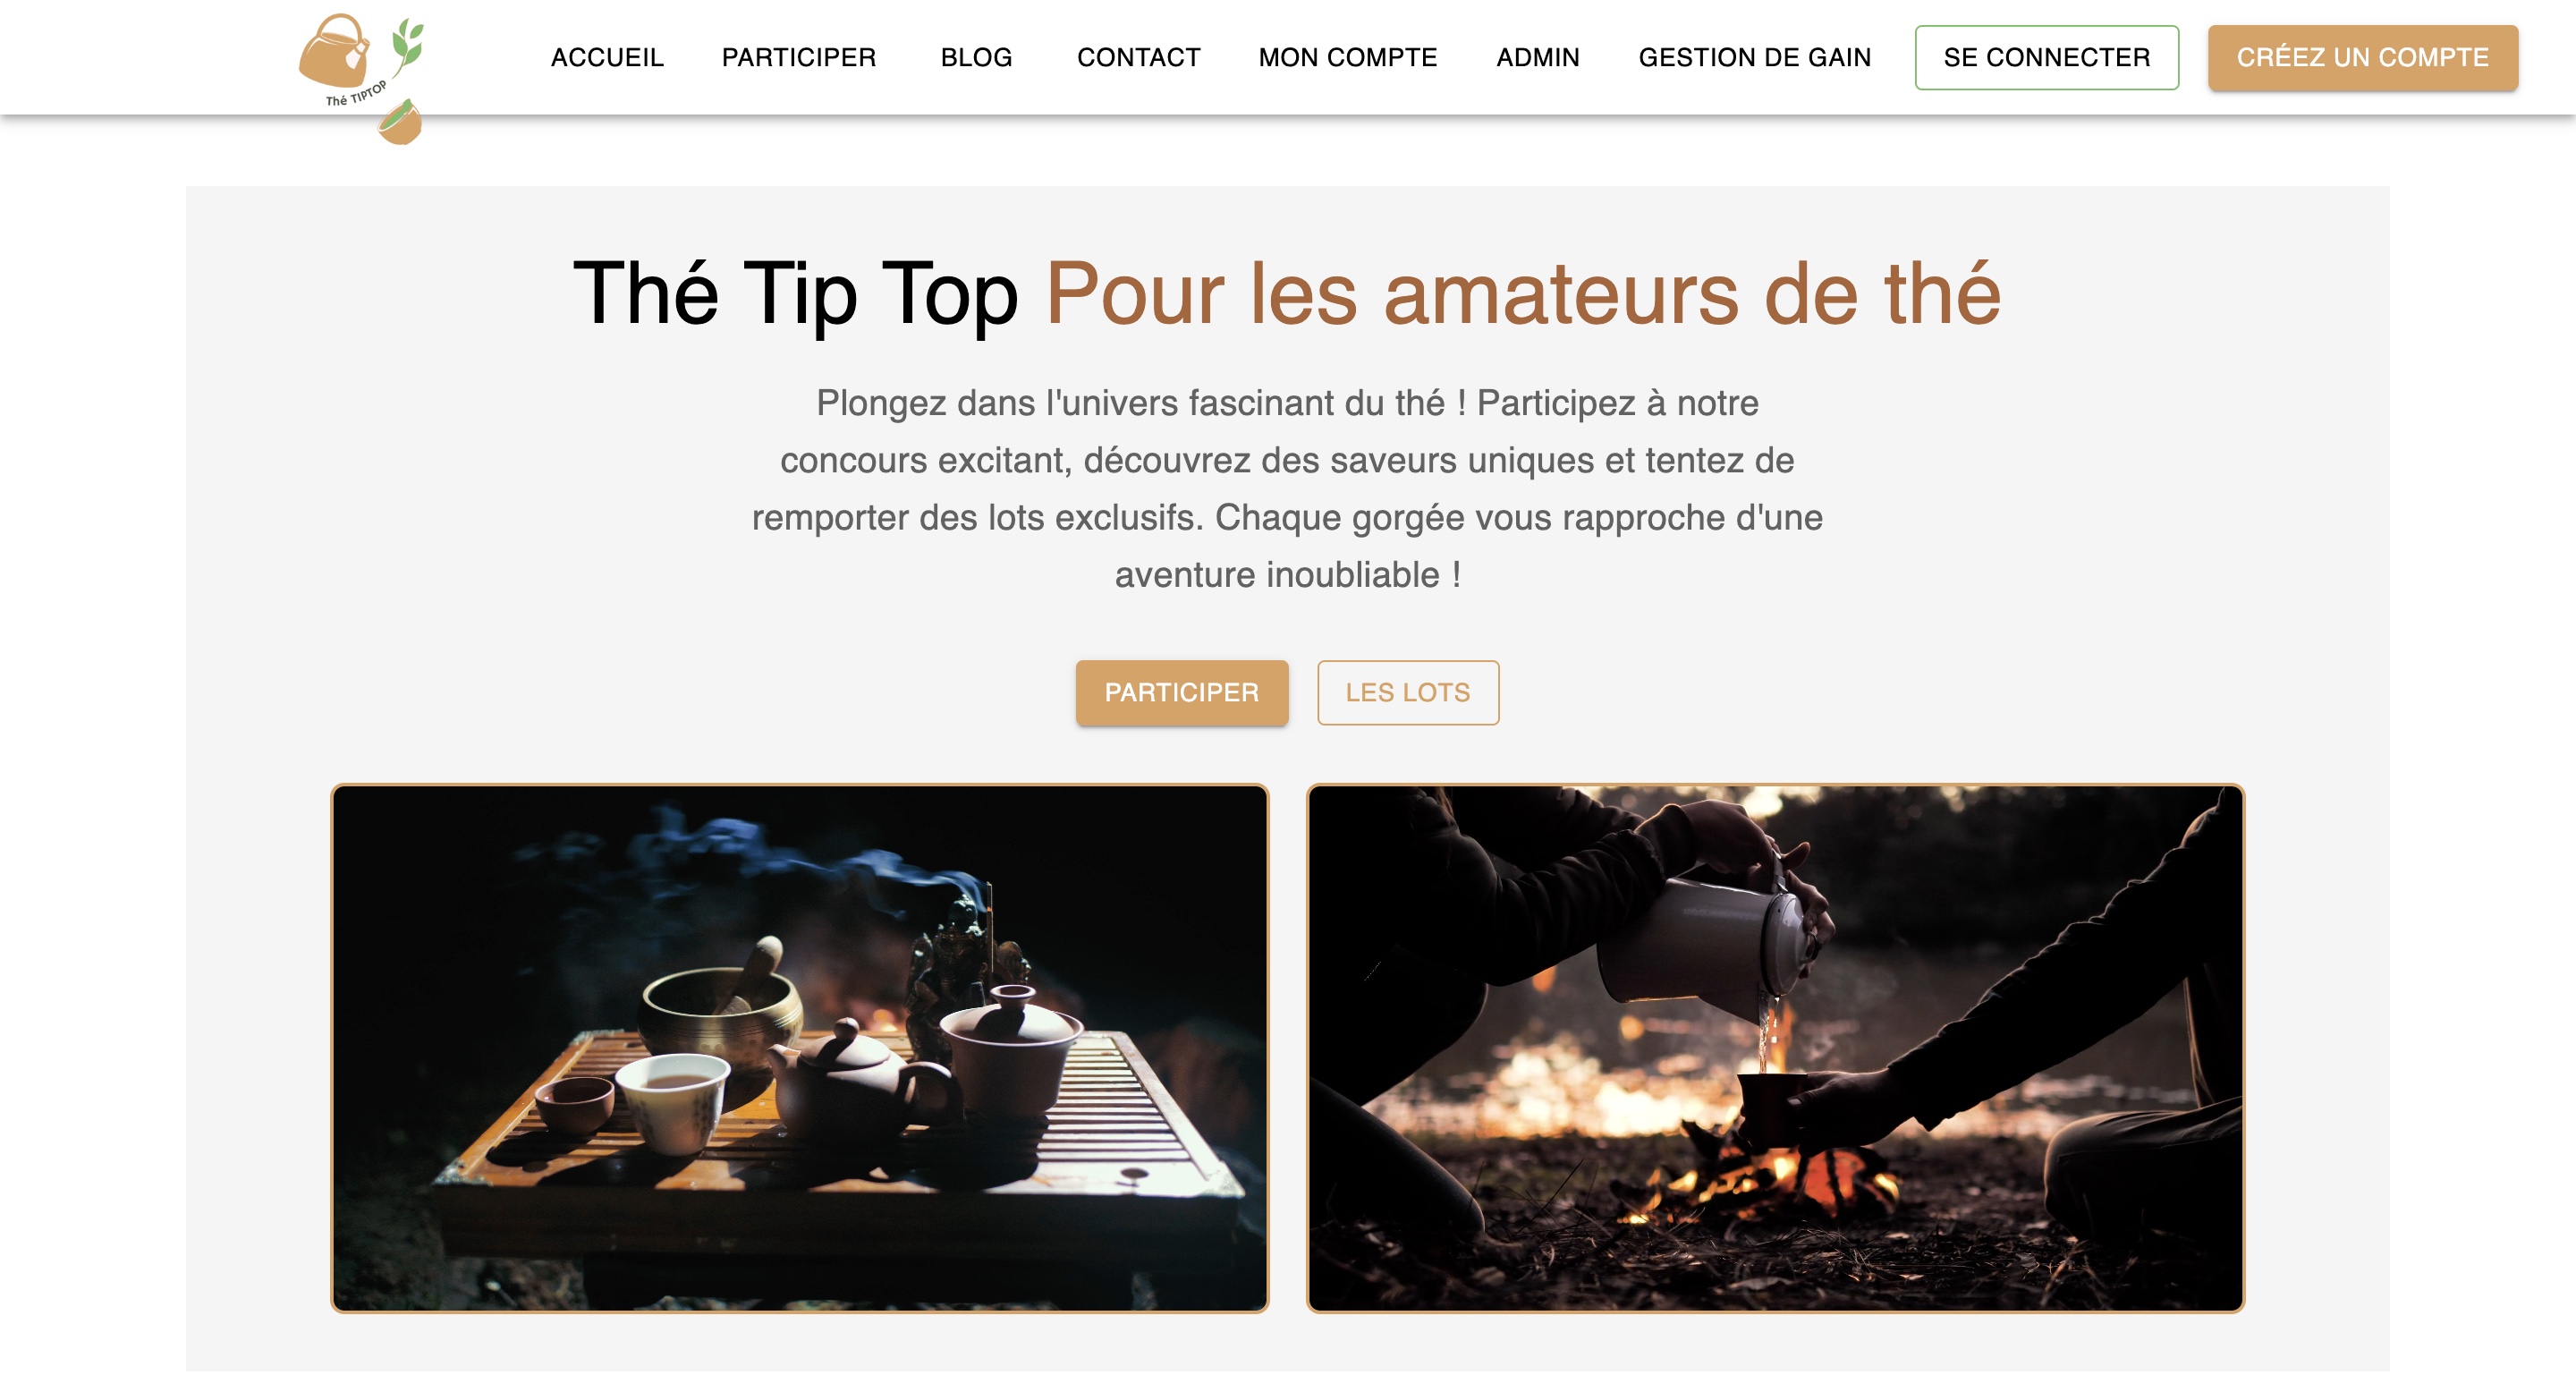 Thé TIPTOP
ACCUEIL
PARTICIPER
BLOG
CONTACT
MON COMPTE
ADMIN
GESTION DE GAIN
SE CONNECTER
CRÉEZ UN COMPTE
Thé Tip Top Pour les amateurs de thé
Plongez dans l'univers fascinant du thé ! Participez à notre
concours excitant, découvrez des saveurs uniques et tentez de
remporter des lots exclusifs. Chaque gorgée vous rapproche d'une
aventure inoubliable !
PARTICIPER
LES LOTS